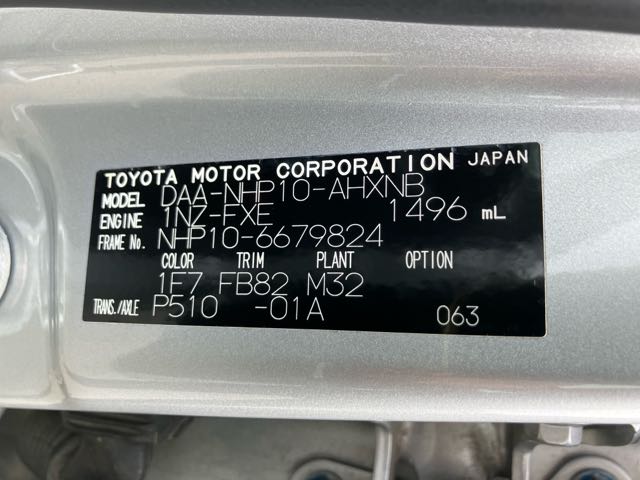 TOYOTA MOTOR CORPORATION JAPAN
MODEL DAA-NHP10-AHXNB
ENGINE 1NZ-FXE 1496 mL
FRAME No. NHP10-6679824
COLOR TRIM PLANT OPTION
1F7 FB82 M32
TRANS./AXLE P510 -01A 063